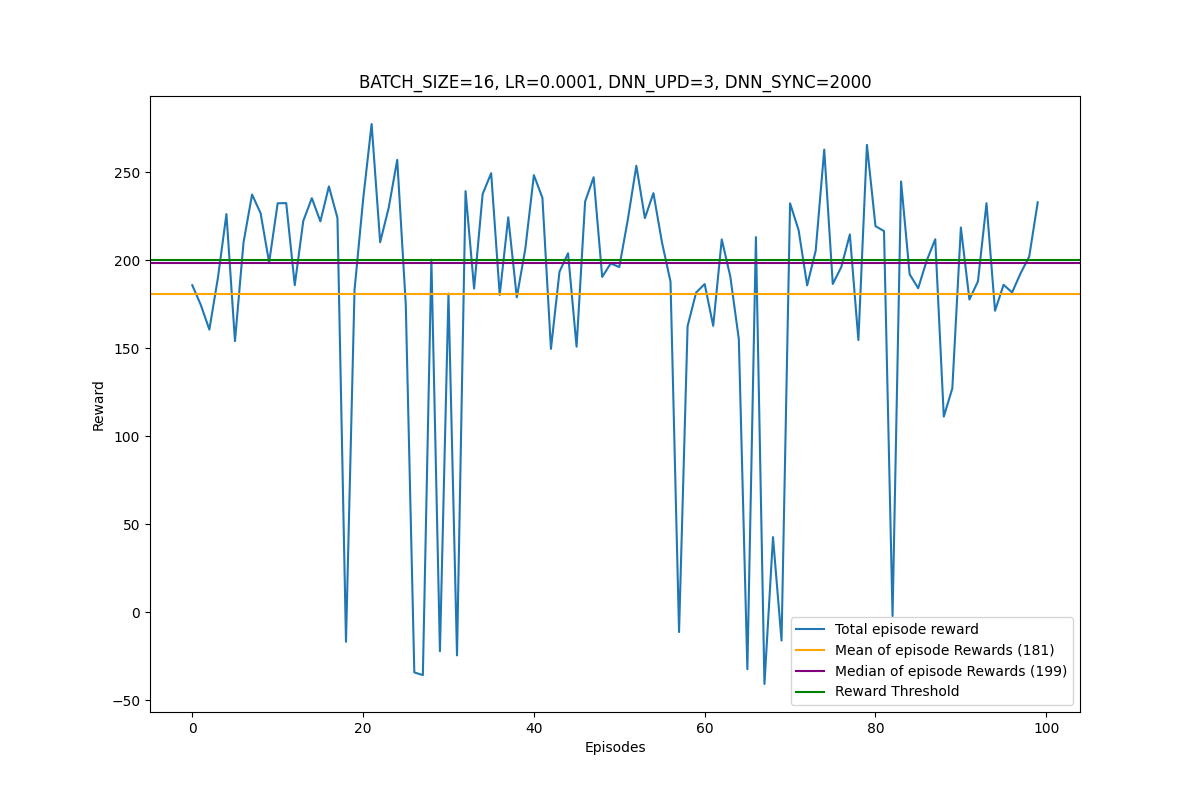 BATCH_SIZE=16, LR=0.0001, DNN_UPD=3, DNN_SYNC=2000
250
200
150
100
50
0
−50
Reward
0 20 40 60 80 100
Episodes
Total episode reward
Mean of episode Rewards (181)
Median of episode Rewards (199)
Reward Threshold